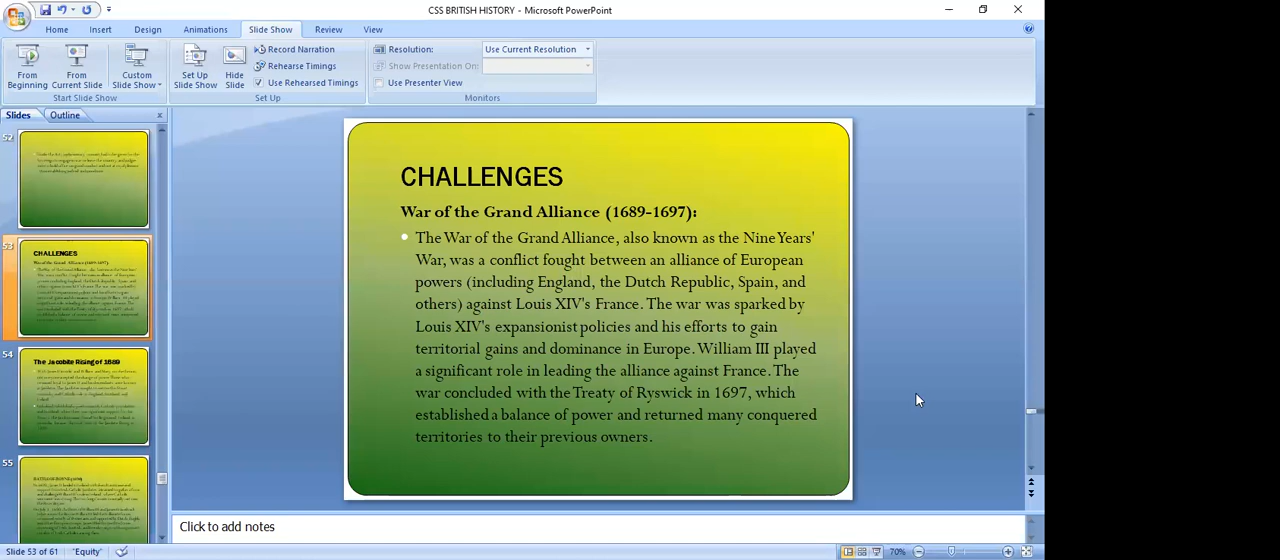 CSS BRITISH HISTORY - Microsoft PowerPoint
Home Insert Design Animations Slide Show Review View
From Beginning
From Current Slide
Custom Slide Show
Start Slide Show
Set Up Slide Show
Hide Slide
Record Narration
Rehearse Timings
Use Rehearsed Timings
Set Up
Resolution: Use Current Resolution
Show Presentation On:
Use Presenter View
Monitors
Slides Outline
52
53
CHALLENGES
54
The Jacobite Rising of 1689
55
CHALLENGES
War of the Grand Alliance (1689-1697):
The War of the Grand Alliance, also known as the Nine Years'
War, was a conflict fought between an alliance of European
powers (including England, the Dutch Republic, Spain, and
others) against Louis XIV's France. The war was sparked by
Louis XIV's expansionist policies and his efforts to gain
territorial gains and dominance in Europe. William III played
a significant role in leading the alliance against France. The
war concluded with the Treaty of Ryswick in 1697, which
established a balance of power and returned many conquered
territories to their previous owners.
Click to add notes
Slide 53 of 61 "Equity" 70%